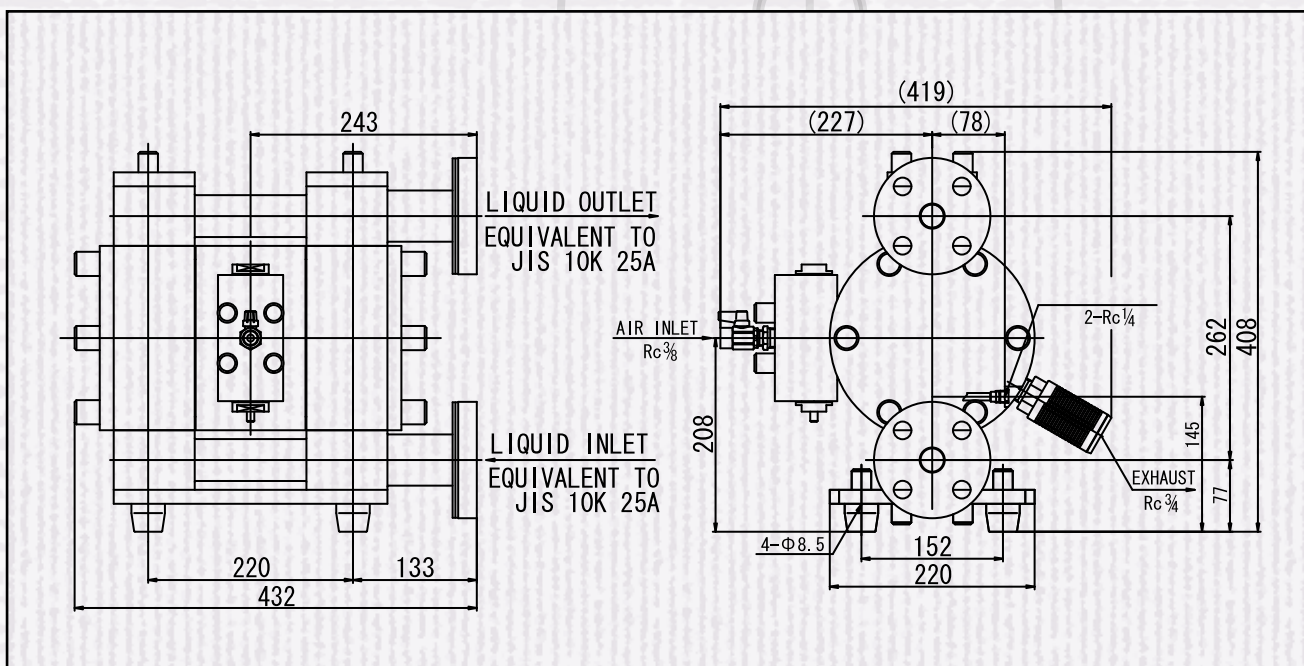 243
LIQUID OUTLET
EQUIVALENT TO
JIS 10K 25A
LIQUID INLET
EQUIVALENT TO
JIS 10K 25A
220
133
432
(419)
(227)
(78)
AIR INLET
Rc⅜
2-Rc¼
262
408
208
145
77
EXHAUST
Rc¾
4-Φ8.5
152
220